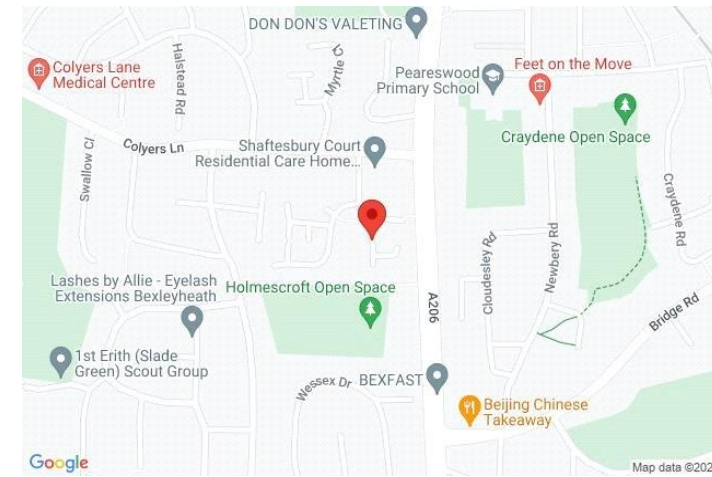 DON DON'S VALETING
Colyers Lane
Medical Centre
Halstead Rd
Myrtle Cl
Peareswood
Primary School
Feet on the Move
Craydene Open Space
Colyers Ln
Shaftesbury Court
Residential Care Home...
Swallow Cl
Craydene Rd
Cloudesley Rd
Newbery Rd
Lashes by Allie - Eyelash
Extensions Bexleyheath
Holmescroft Open Space
A206
Bridge Rd
1st Erith (Slade
Green) Scout Group
Wessex Dr
BEXFAST
Beijing Chinese
Takeaway
Google
Map data ©202